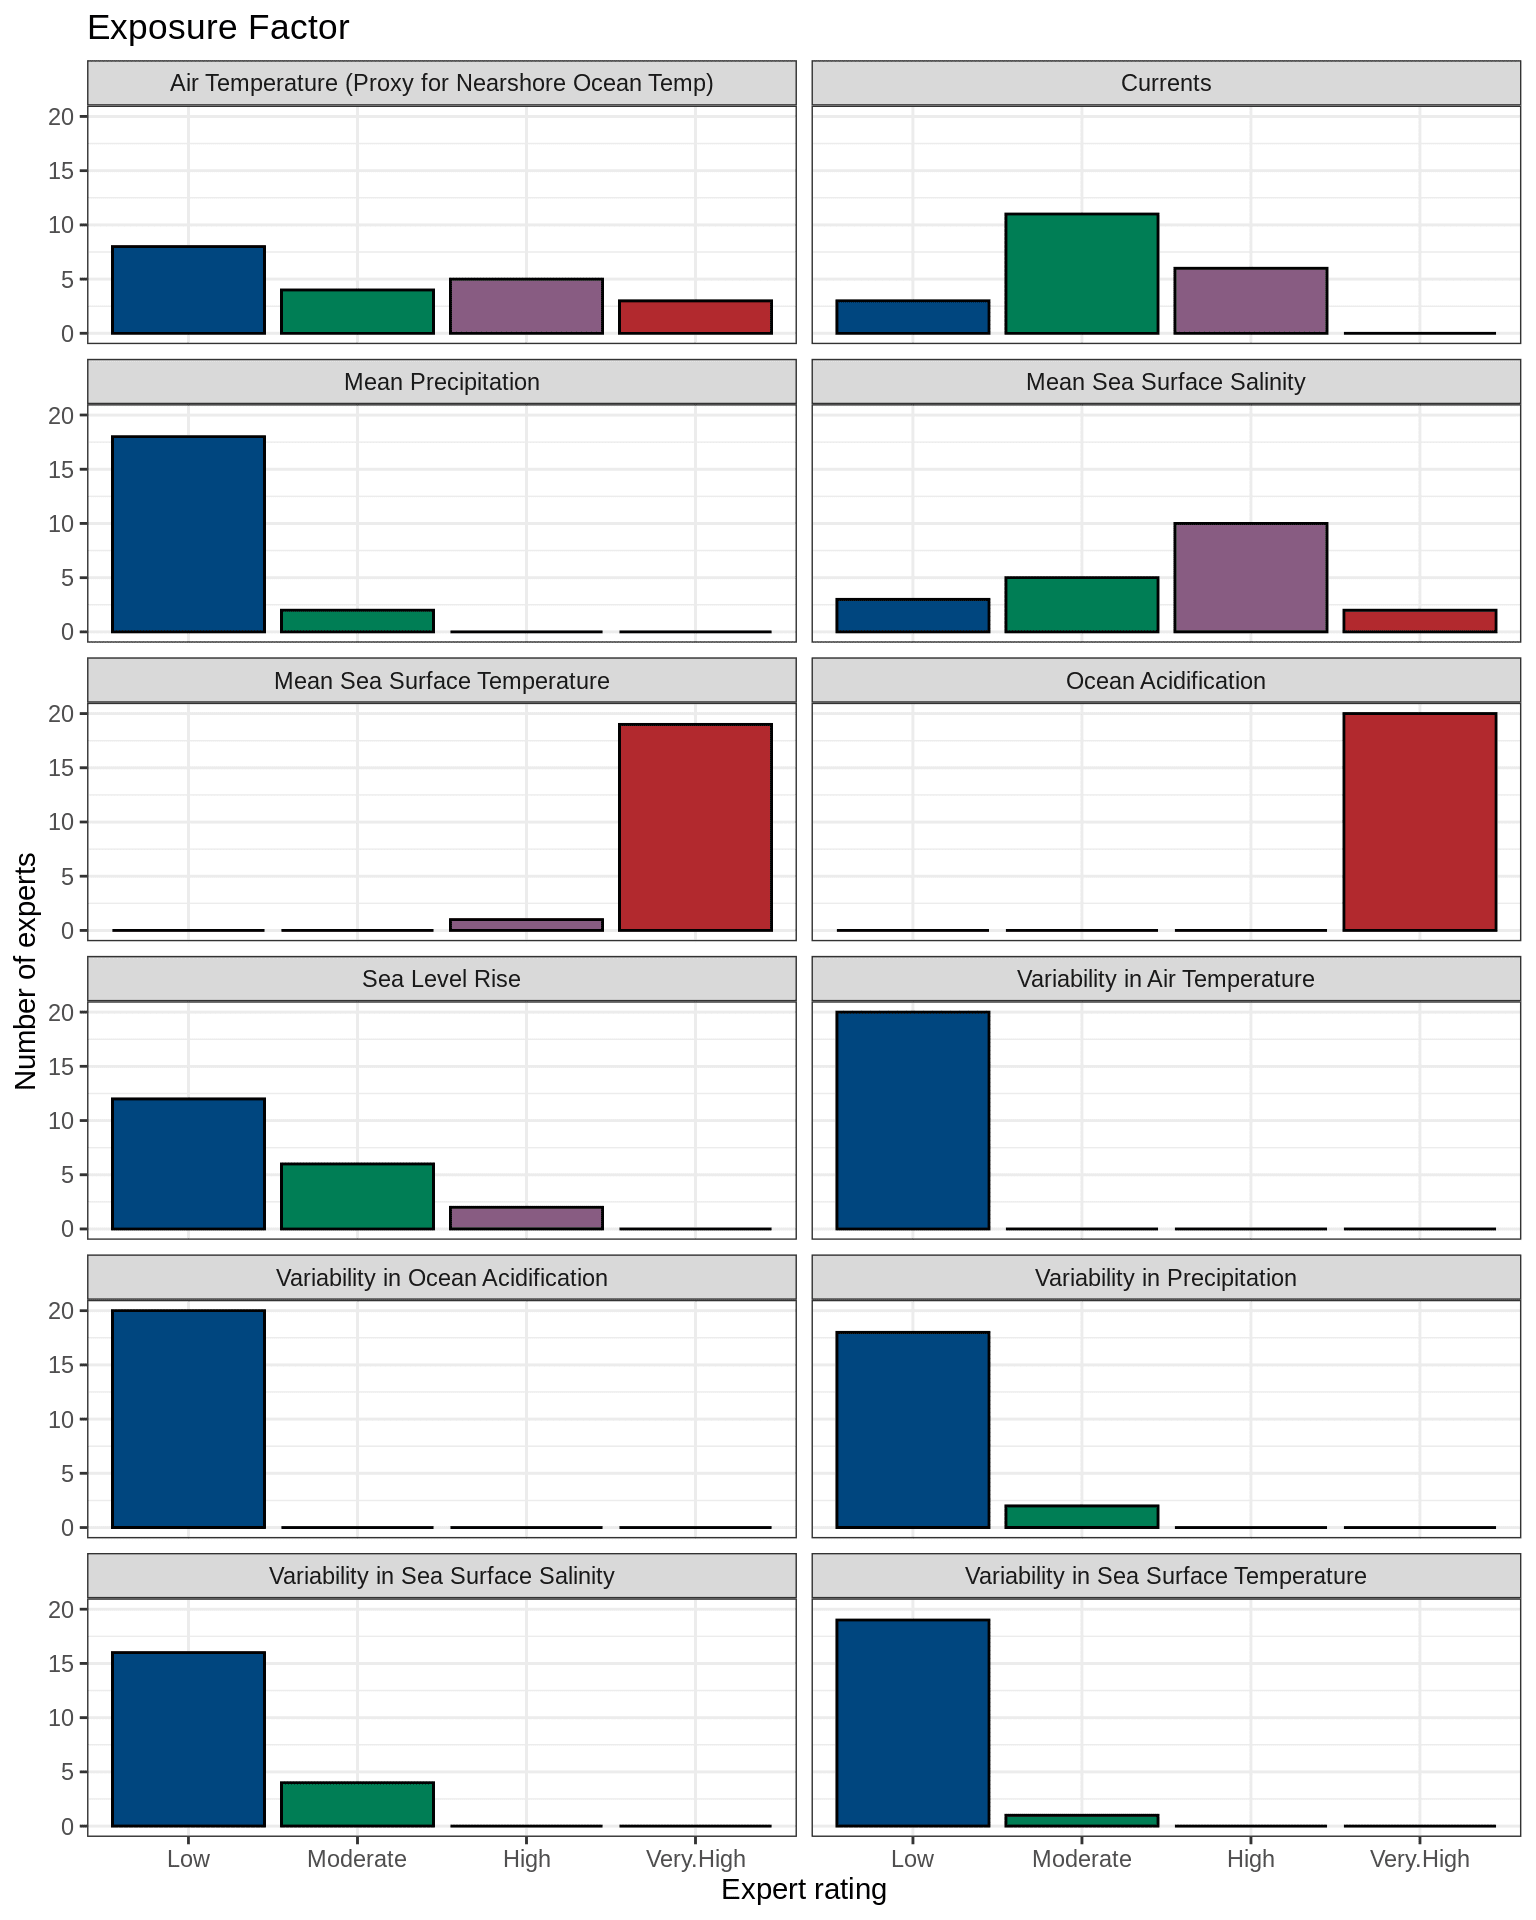 Exposure Factor
Air Temperature (Proxy for Nearshore Ocean Temp)
Currents
20
15
10
5
0
Mean Precipitation
Mean Sea Surface Salinity
20
15
10
5
0
Mean Sea Surface Temperature
Ocean Acidification
20
15
10
5
0
Number of experts
Sea Level Rise
Variability in Air Temperature
20
15
10
5
0
Variability in Ocean Acidification
Variability in Precipitation
20
15
10
5
0
Variability in Sea Surface Salinity
Variability in Sea Surface Temperature
20
15
10
5
0
Low Moderate High Very.High
Low Moderate High Very.High
Expert rating